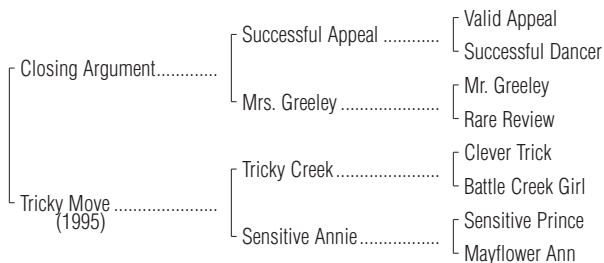 Valid Appeal
Successful Appeal ............
Successful Dancer
Closing Argument.............
Mr. Greeley
Mrs. Greeley .....................
Rare Review
Clever Trick
Tricky Creek......................
Battle Creek Girl
Tricky Move ......................
(1995)
Sensitive Prince
Sensitive Annie.................
Mayflower Ann